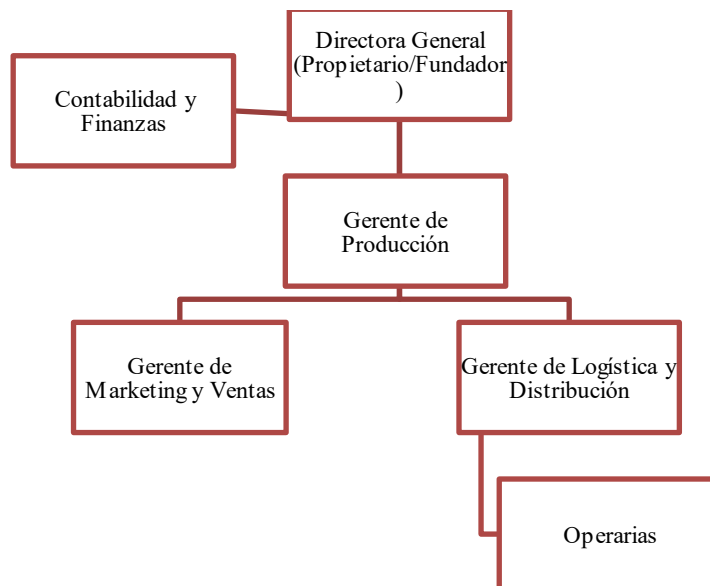 Directora General
(Propietario/Fundador
)
Contabilidad y
Finanzas
Gerente de
Producción
Gerente de
Marketing y Ventas
Gerente de Logística y
Distribución
Operarias